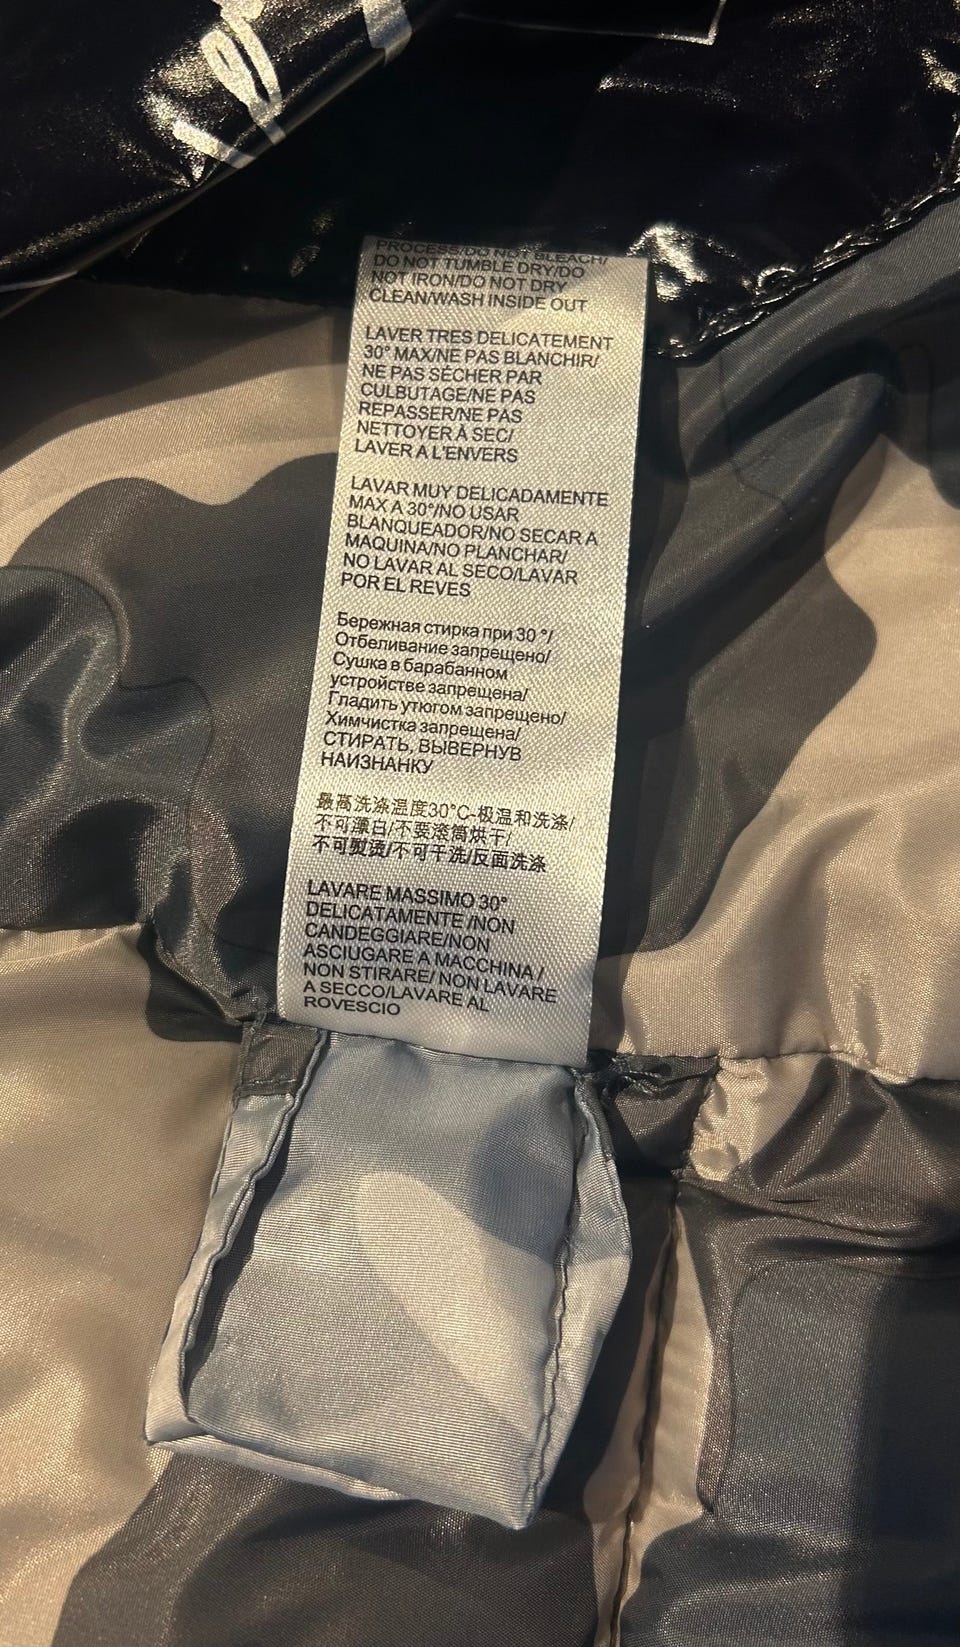 PROCESS/DO NOT BLEACH/
DO NOT TUMBLE DRY/DO
NOT IRON/DO NOT DRY
CLEAN/WASH INSIDE OUT
LAVER TRES DELICATEMENT
30° MAX/NE PAS BLANCHIR/
NE PAS SÉCHER PAR
CULBUTAGE/NE PAS
REPASSER/NE PAS
NETTOYER À SEC/
LAVER A L'ENVERS
LAVAR MUY DELICADAMENTE
MAX A 30°/NO USAR
BLANQUEADOR/NO SECAR A
MAQUINA/NO PLANCHAR/
NO LAVAR AL SECO/LAVAR
POR EL REVES
Бережная стирка при 30 °/
Отбеливание запрещено/
Сушка в барабанном
устройстве запрещена/
Гладить утюгом запрещено/
Химчистка запрещена/
СТИРАТЬ, ВЫВЕРНУВ
НАИЗНАНКУ
最高洗涤温度30°C-极温和洗涤/
不可漂白/不要滚筒烘干/
不可熨烫/不可干洗/反面洗涤
LAVARE MASSIMO 30°
DELICATAMENTE /NON
CANDEGGIARE/NON
ASCIUGARE A MACCHINA /
NON STIRARE/ NON LAVARE
A SECCO/LAVARE AL
ROVESCIO